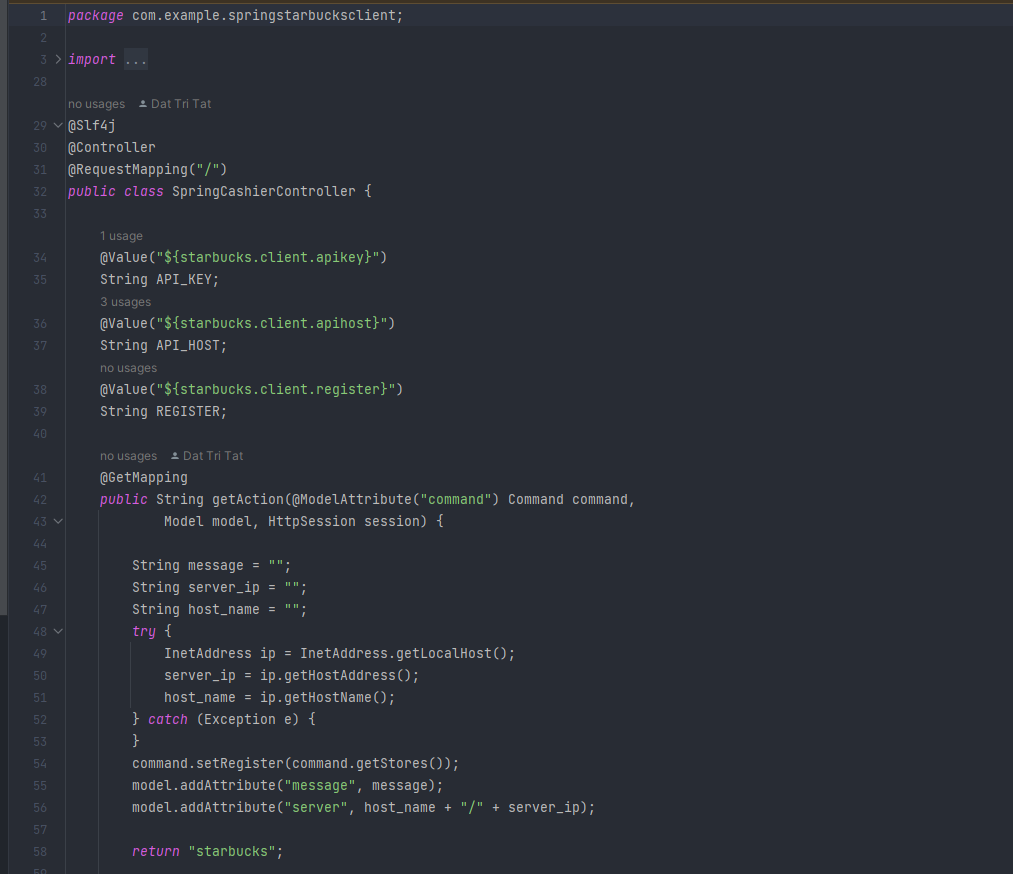 1 package com.example.springstarbucksclient;
2
3 import ...
28
no usages Dat Tri Tat
29 @Slf4j
30 @Controller
31 @RequestMapping("/")
32 public class SpringCashierController {
33
1 usage
34 @Value("${starbucks.client.apikey}")
35 String API_KEY;
3 usages
36 @Value("${starbucks.client.apihost}")
37 String API_HOST;
no usages
38 @Value("${starbucks.client.register}")
39 String REGISTER;
40
no usages Dat Tri Tat
41 @GetMapping
42 public String getAction(@ModelAttribute("command") Command command,
43 Model model, HttpSession session) {
44
45 String message = "";
46 String server_ip = "";
47 String host_name = "";
48 try {
49 InetAddress ip = InetAddress.getLocalHost();
50 server_ip = ip.getHostAddress();
51 host_name = ip.getHostName();
52 } catch (Exception e) {
53 }
54 command.setRegister(command.getStores());
55 model.addAttribute("message", message);
56 model.addAttribute("server", host_name + "/" + server_ip);
57
58 return "starbucks";
59